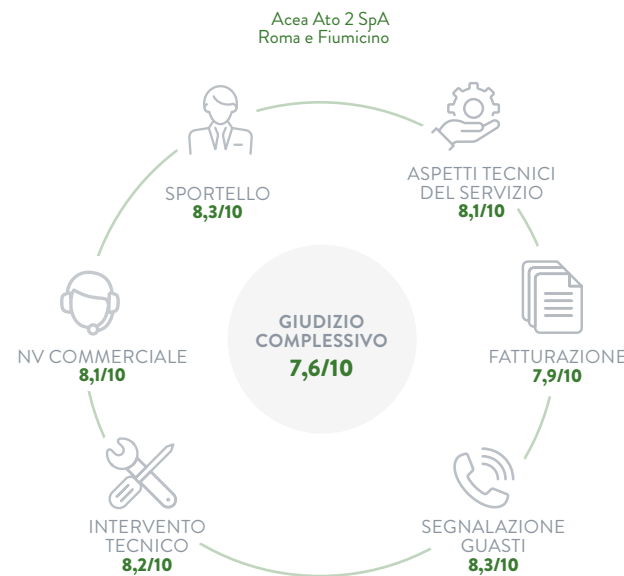 Acea Ato 2 SpA
Roma e Fiumicino
SPORTELLO
8,3/10
ASPETTI TECNICI
DEL SERVIZIO
8,1/10
NV COMMERCIALE
8,1/10
GIUDIZIO
COMPLESSIVO
7,6/10
FATTURAZIONE
7,9/10
INTERVENTO
TECNICO
8,2/10
SEGNALAZIONE
GUASTI
8,3/10